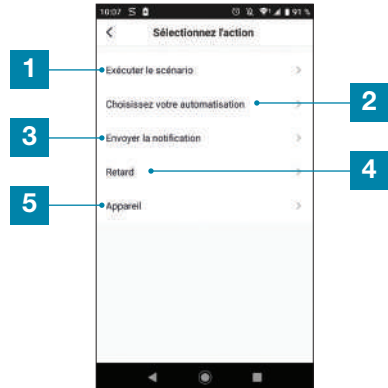 16:07 91 %
Sélectionnez l'action
1 Exécuter le scénario
Choisissez votre automatisation 2
3 Envoyer la notification
Retard 4
5 Appareil